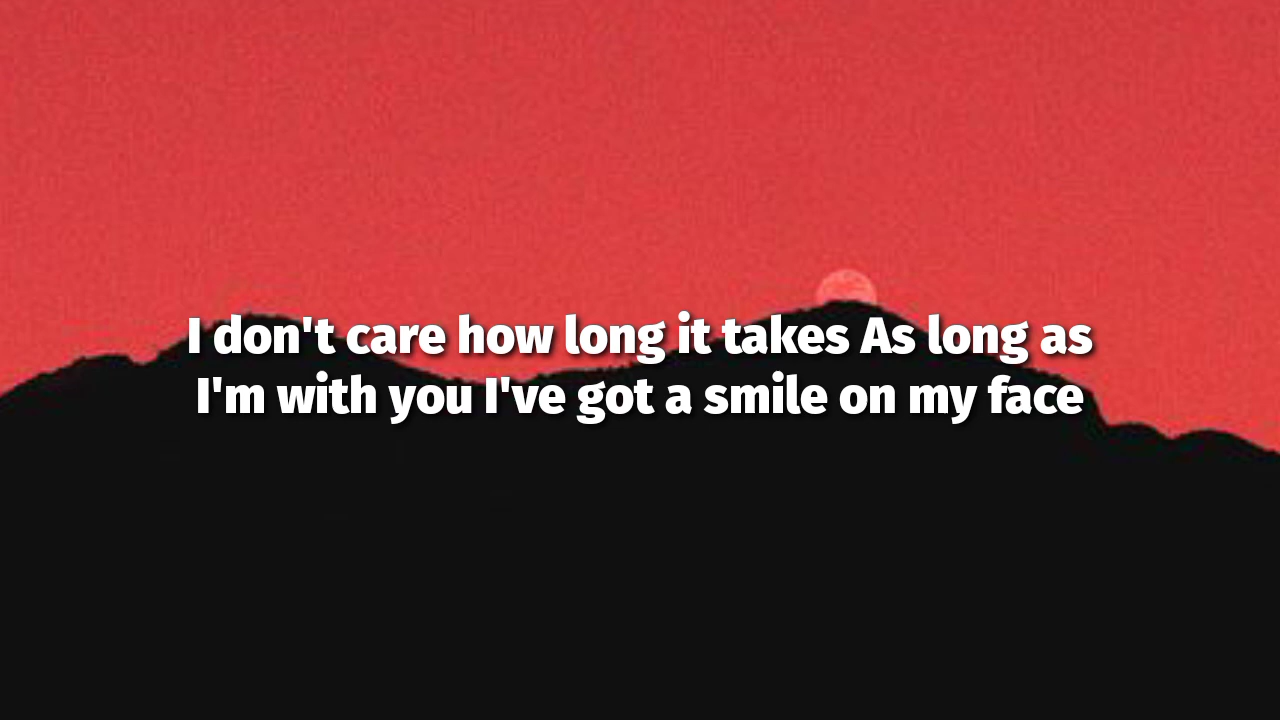 I don't care how long it takes As long as
I'm with you I've got a smile on my face